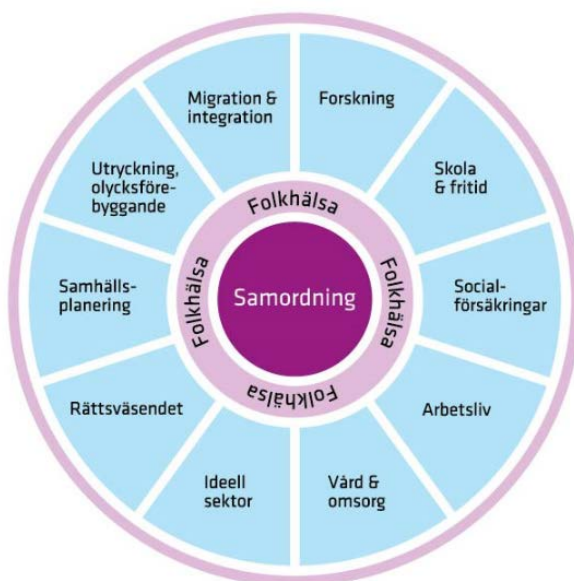 Migration &
integration
Forskning
Skola
& fritid
Social-
försäkringar
Arbetsliv
Vård &
omsorg
Ideell
sektor
Rättsväsendet
Samhälls-
planering
Utryckning,
olycksföre-
byggande
Folkhälsa
Folkhälsa
Folkhälsa
Folkhälsa
Samordning